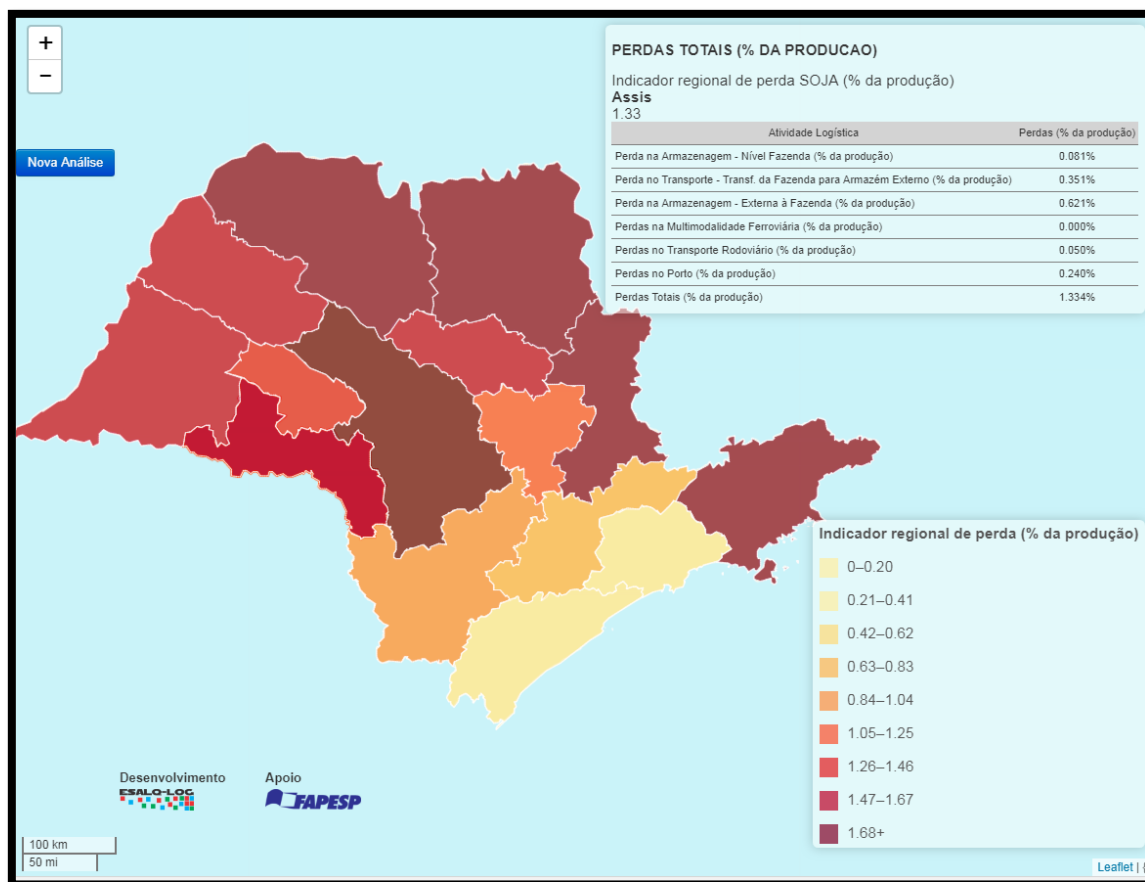 +
−
Nova Análise
PERDAS TOTAIS (% DA PRODUCAO)
Indicador regional de perda SOJA (% da produção)
Assis
1.33
Atividade Logística Perdas (% da produção)
Perda na Armazenagem - Nível Fazenda (% da produção) 0.081%
Perda no Transporte - Transf. da Fazenda para Armazém Externo (% da produção) 0.351%
Perda na Armazenagem - Externa à Fazenda (% da produção) 0.621%
Perdas na Multimodalidade Ferroviária (% da produção) 0.000%
Perdas no Transporte Rodoviário (% da produção) 0.050%
Perdas no Porto (% da produção) 0.240%
Perdas Totais (% da produção) 1.334%
Indicador regional de perda (% da produção)
0–0.20
0.21–0.41
0.42–0.62
0.63–0.83
0.84–1.04
1.05–1.25
1.26–1.46
1.47–1.67
1.68+
Desenvolvimento Apoio
ESALQ-LOG FAPESP
100 km
50 mi
Leaflet |